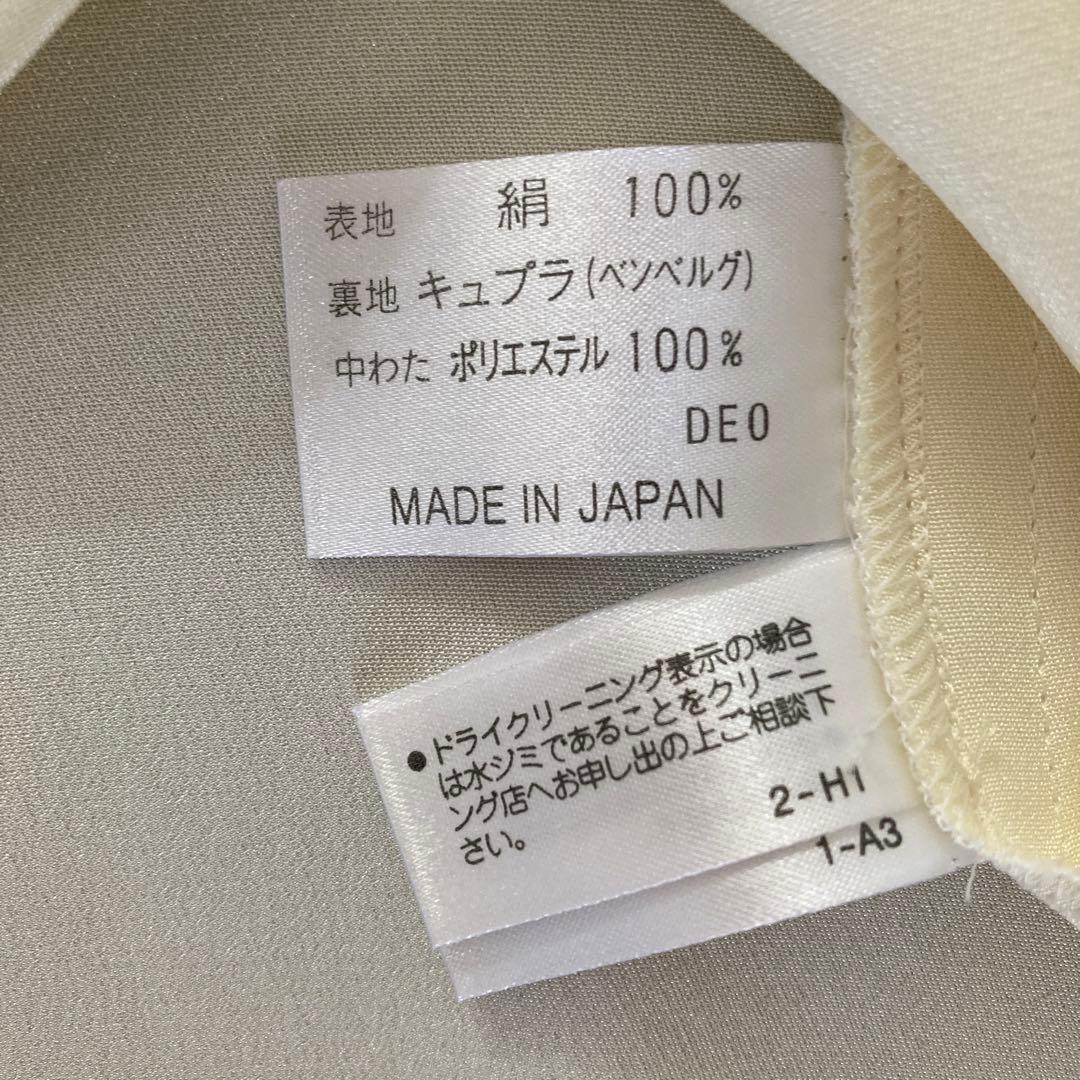 表地 絹 100%
裏地 キュプラ(ベンベルグ)
中わた ポリエステル 100%
DE0
MADE IN JAPAN
●ドライクリーニング表示の場合
は水シミであることをクリーニ
ング店へお申し出の上ご相談下
さい。
2-H1
1-A3